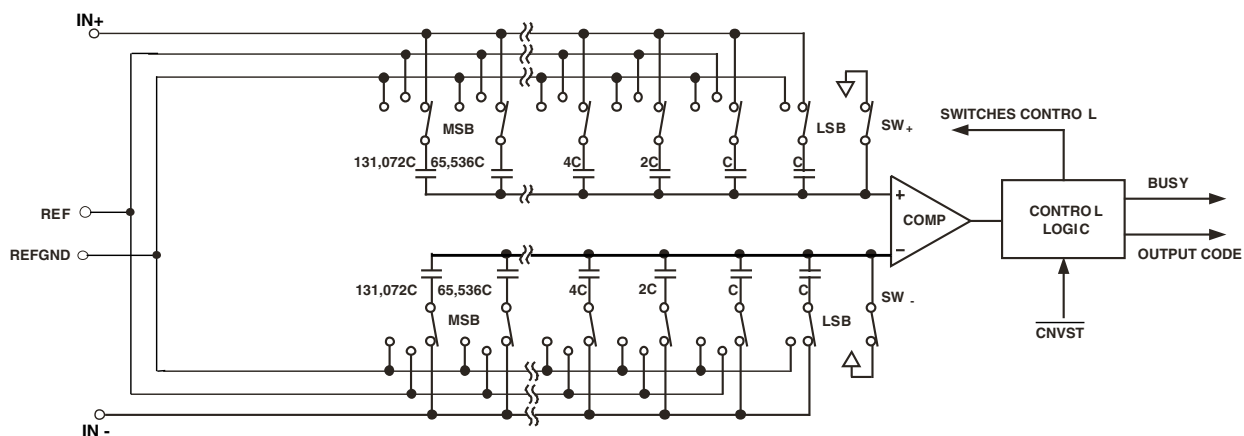 IN+
MSB
LSB
SW+
SWITCHES CONTROL
131,072C
65,536C
4C
2C
C
C
BUSY
REF
+
COMP
−
CONTROL
LOGIC
REFGND
OUTPUT CODE
131,072C
65,536C
4C
2C
C
C
MSB
LSB
SW-
CNVST
IN -